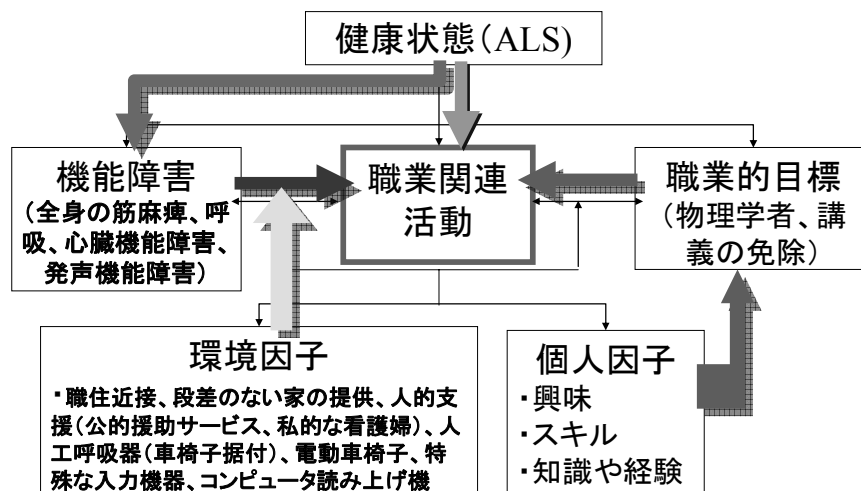 健康状態(ALS)
機能障害
(全身の筋麻痺、呼
吸、心臓機能障害、
発声機能障害)
職業関連
活動
職業的目標
(物理学者、講
義の免除)
環境因子
・職住近接、段差のない家の提供、人的支
援(公的援助サービス、私的な看護婦)、人
工呼吸器(車椅子据付)、電動車椅子、特
殊な入力機器、コンピュータ読み上げ機
個人因子
・興味
・スキル
・知識や経験